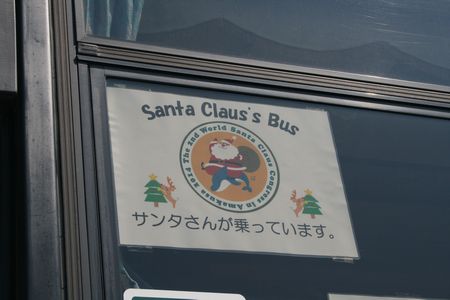 Santa Claus's Bus
The 2nd World Santa Claus Congress in Amakusa 2014
サンタさんが乗っています。